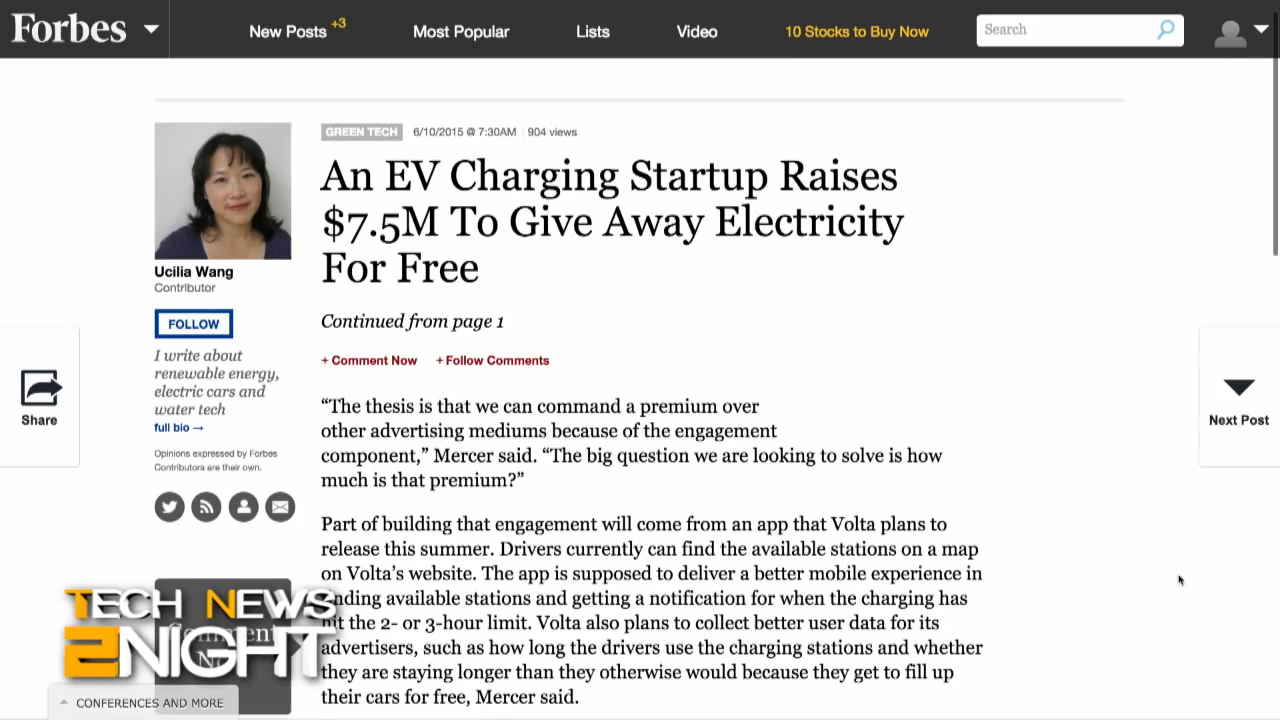 Forbes
New Posts +3
Most Popular
Lists
Video
10 Stocks to Buy Now
Search
GREEN TECH 6/10/2015 @ 7:30AM 904 views
An EV Charging Startup Raises
$7.5M To Give Away Electricity
For Free
Continued from page 1
+ Comment Now + Follow Comments
Ucilia Wang
Contributor
FOLLOW
I write about
renewable energy,
electric cars and
water tech
full bio →
Opinions expressed by Forbes
Contributors are their own.
Share
Next Post
“The thesis is that we can command a premium over
other advertising mediums because of the engagement
component,” Mercer said. “The big question we are looking to solve is how
much is that premium?”
Part of building that engagement will come from an app that Volta plans to
release this summer. Drivers currently can find the available stations on a map
on Volta’s website. The app is supposed to deliver a better mobile experience in
nding available stations and getting a notification for when the charging has
the 2- or 3-hour limit. Volta also plans to collect better user data for its
advertisers, such as how long the drivers use the charging stations and whether
they are staying longer than they otherwise would because they get to fill up
their cars for free, Mercer said.
TECH NEWS
2NIGHT
CONFERENCES AND MORE